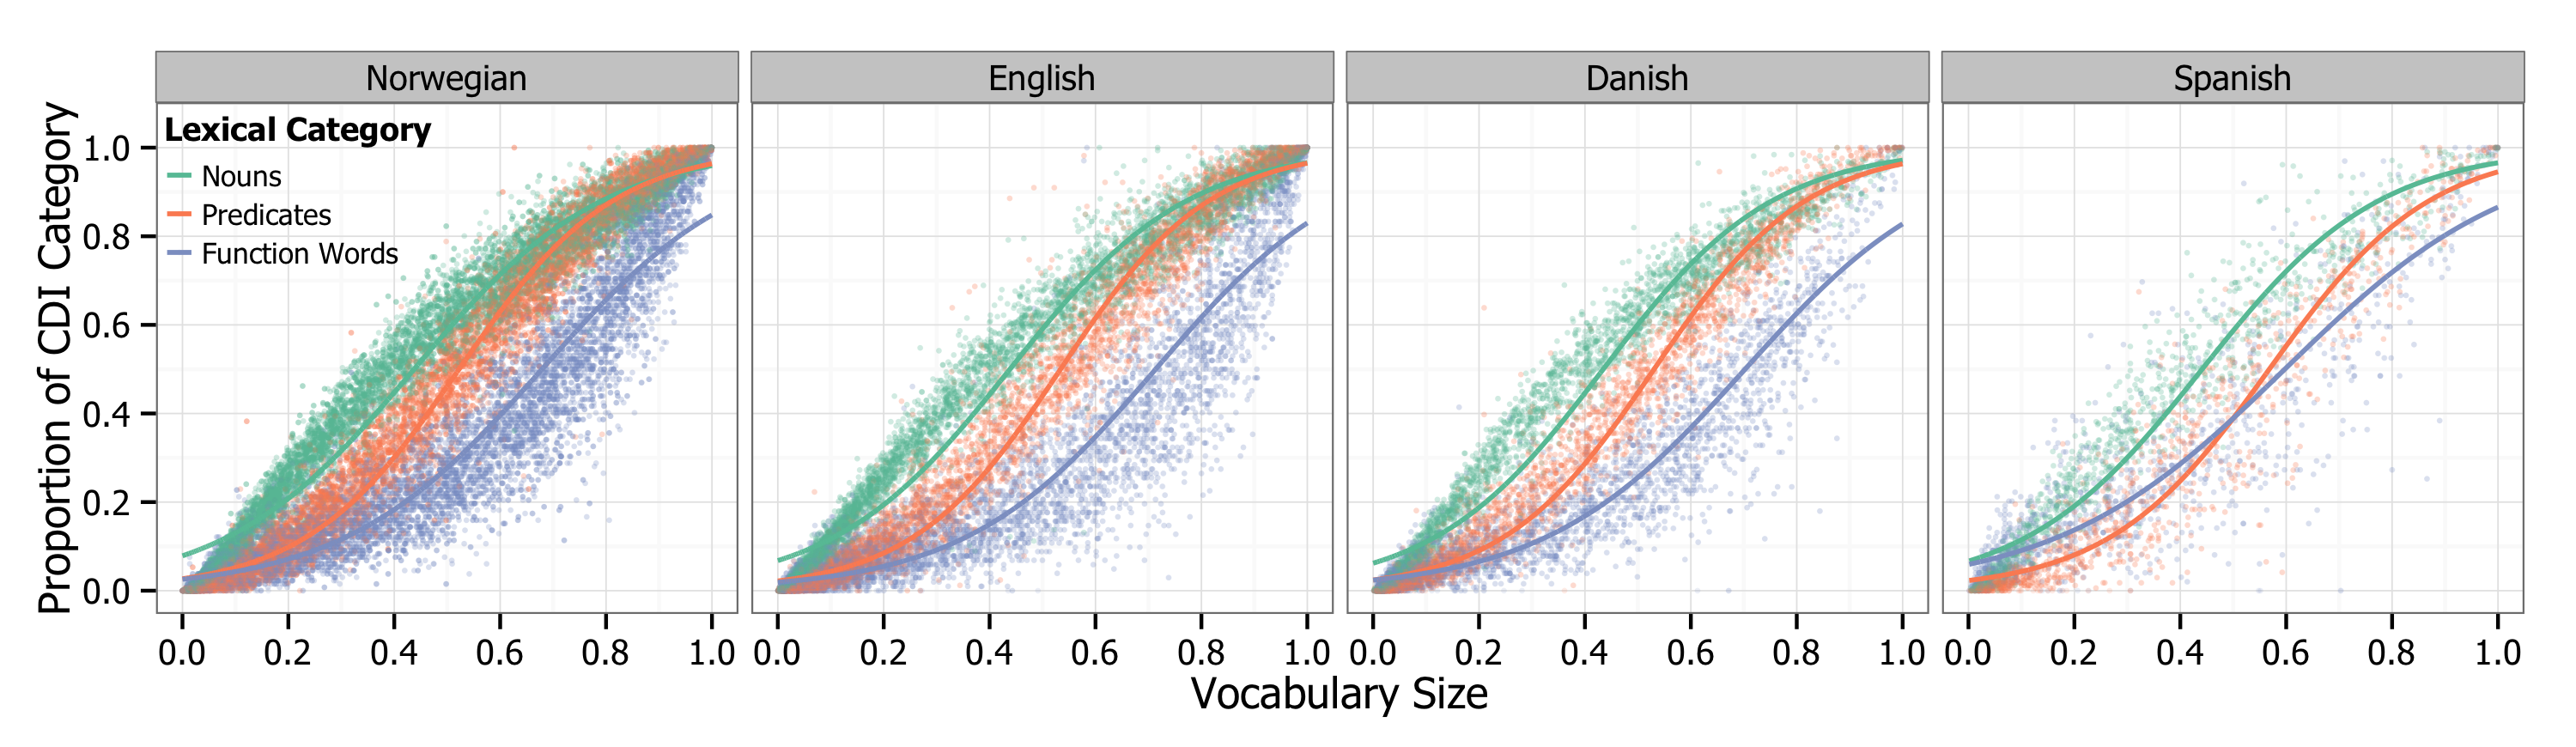 Norwegian
English
Danish
Spanish
Proportion of CDI Category
1.0
0.8
0.6
0.4
0.2
0.0
Lexical Category
Nouns
Predicates
Function Words
0.0 0.2 0.4 0.6 0.8 1.0
0.0 0.2 0.4 0.6 0.8 1.0
0.0 0.2 0.4 0.6 0.8 1.0
0.0 0.2 0.4 0.6 0.8 1.0
Vocabulary Size